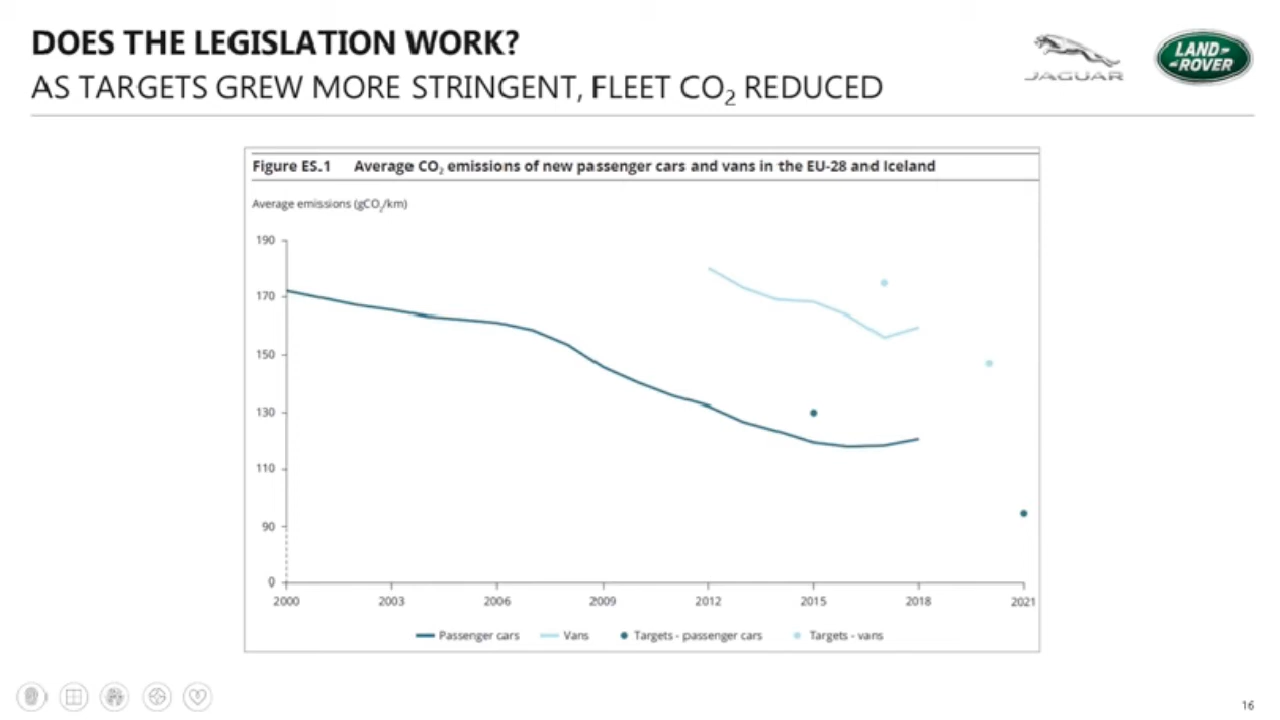 DOES THE LEGISLATION WORK?
AS TARGETS GREW MORE STRINGENT, FLEET CO₂ REDUCED
JAGUAR
LAND-
-ROVER
Figure ES.1 Average CO₂ emissions of new passenger cars and vans in the EU-28 and Iceland
Average emissions (gCO₂/km)
190
170
150
130
110
90
0
2000 2003 2006 2009 2012 2015 2018 2021
Passenger cars Vans Targets - passenger cars Targets - vans
16